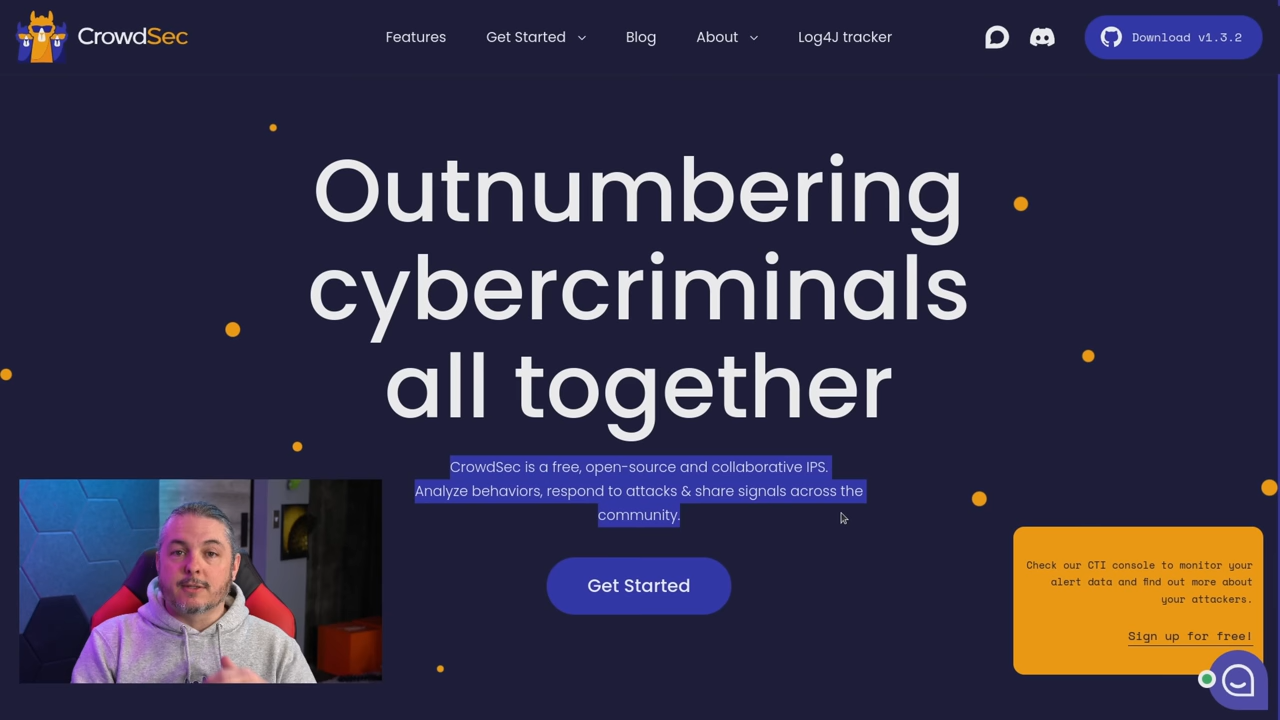 CrowdSec
Features
Get Started
Blog
About
Log4J tracker
Download v1.3.2
Outnumbering
cybercriminals
all together
CrowdSec is a free, open-source and collaborative IPS.
Analyze behaviors, respond to attacks & share signals across the
community.
Get Started
Check our CTI console to monitor your
alert data and find out more about
your attackers.
Sign up for free!